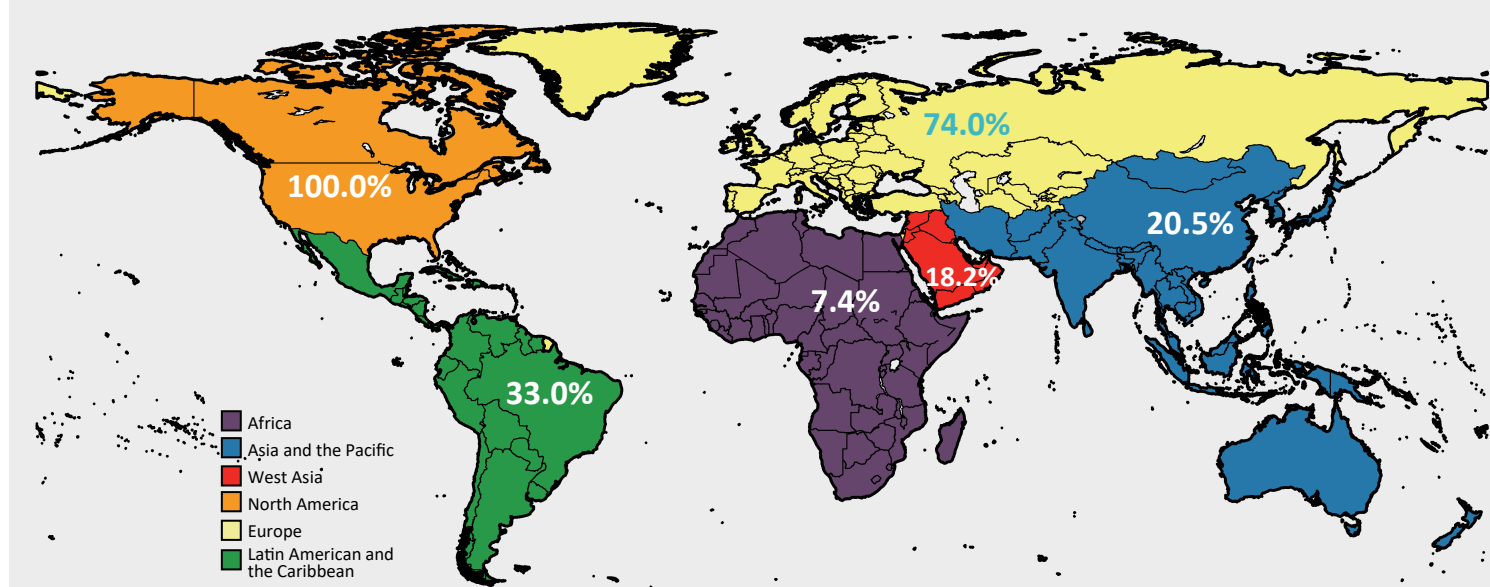 74.0%
100.0%
20.5%
18.2%
7.4%
33.0%
Africa
Asia and the Pacific
West Asia
North America
Europe
Latin American and
the Caribbean